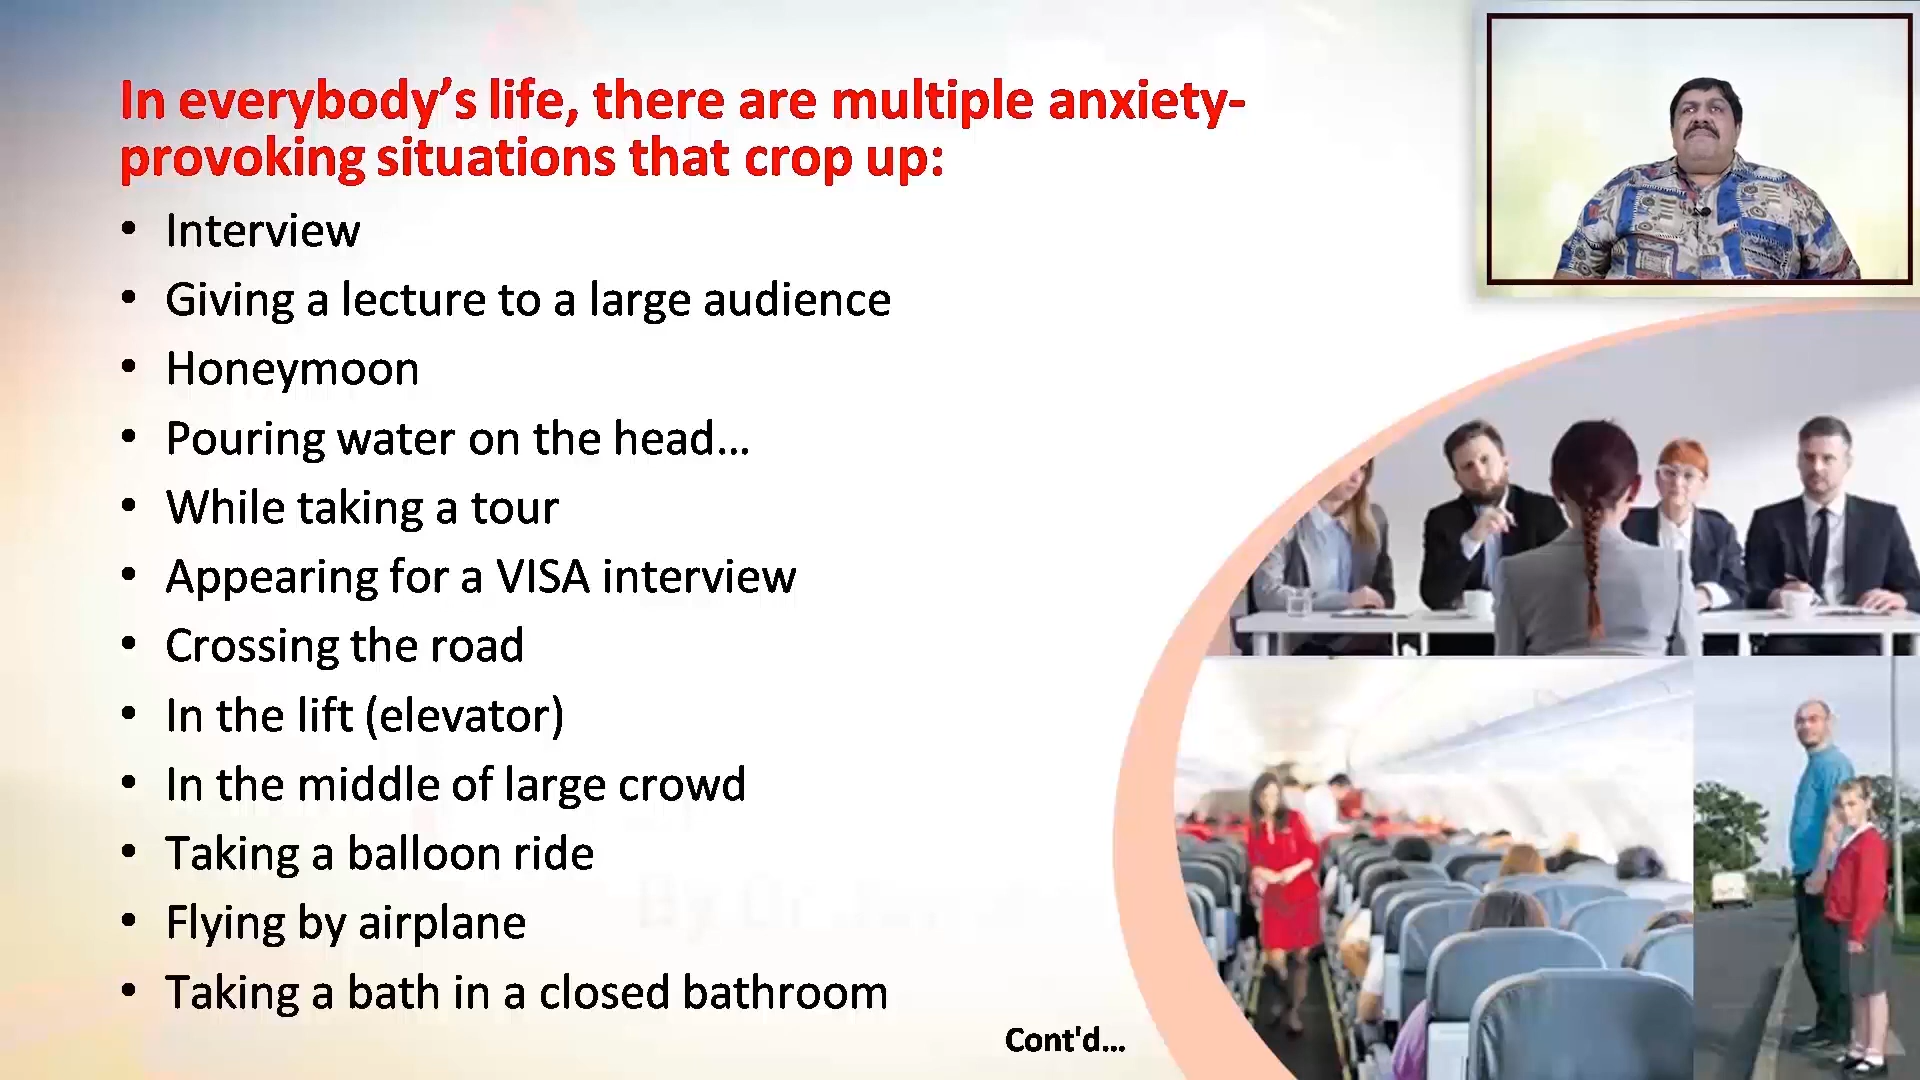 In everybody’s life, there are multiple anxiety-
provoking situations that crop up:
• Interview
• Giving a lecture to a large audience
• Honeymoon
• Pouring water on the head...
• While taking a tour
• Appearing for a VISA interview
• Crossing the road
• In the lift (elevator)
• In the middle of large crowd
• Taking a balloon ride
• Flying by airplane
• Taking a bath in a closed bathroom
Cont'd...